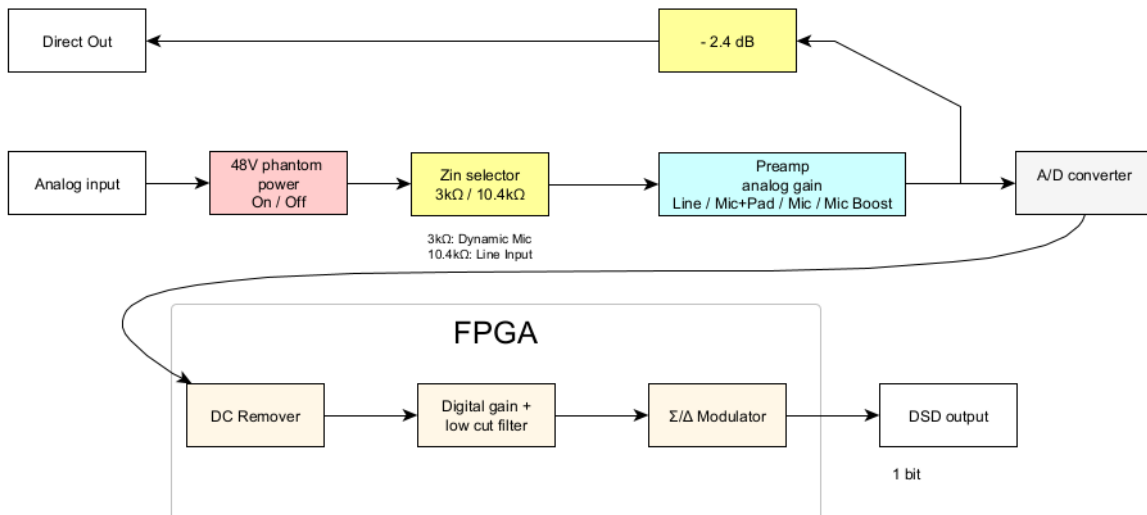 Direct Out
- 2.4 dB
Analog input
48V phantom
power
On / Off
Zin selector
3kΩ / 10.4kΩ
Preamp
analog gain
Line / Mic+Pad / Mic / Mic Boost
A/D converter
3kΩ: Dynamic Mic
10.4kΩ: Line Input
FPGA
DC Remover
Digital gain +
low cut filter
Σ/Δ Modulator
DSD output
1 bit